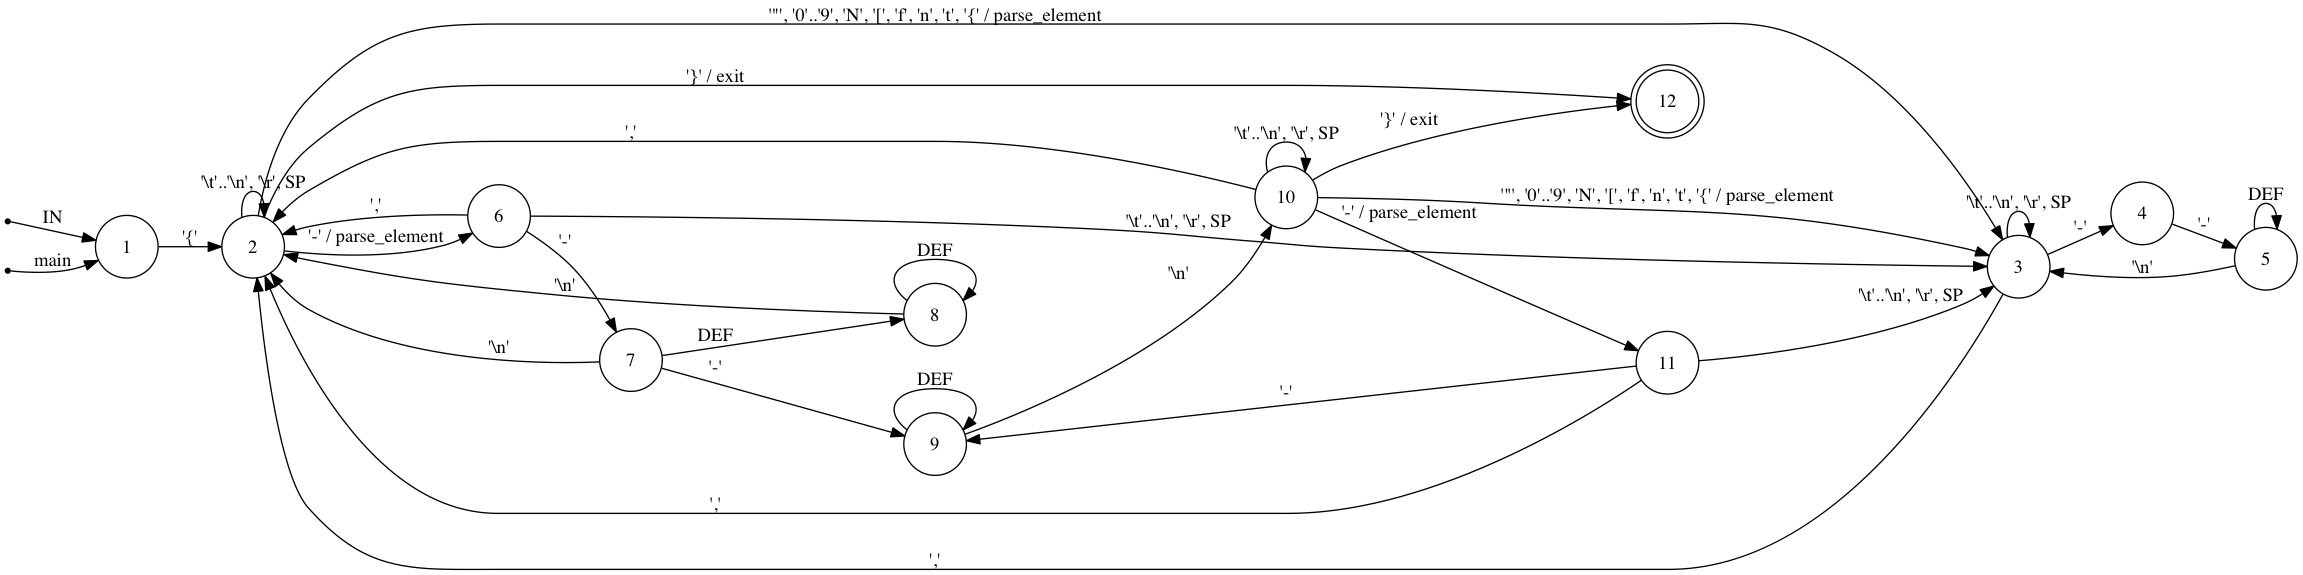 '"', '0'..'9', 'N', '[', 'f', 'n', 't', '{' / parse_element
'}' / exit
12
','
'\t'..'\n', '\r', SP
'}' / exit
'\t'..'\n', '\r', SP
10
'"', '0'..'9', 'N', '[', 'f', 'n', 't', '{' / parse_element
'\t'..'\n', '\r', SP
DEF
IN
','
6
'\t'..'\n', '\r', SP
'-' / parse_element
4
'-'
'-'
1
'{'
2
'-' / parse_element
'-'
main
DEF
3
'\n'
5
'\n'
'\n'
8
'\t'..'\n', '\r', SP
DEF
'\n'
7
'-'
11
DEF
'-'
9
','
','